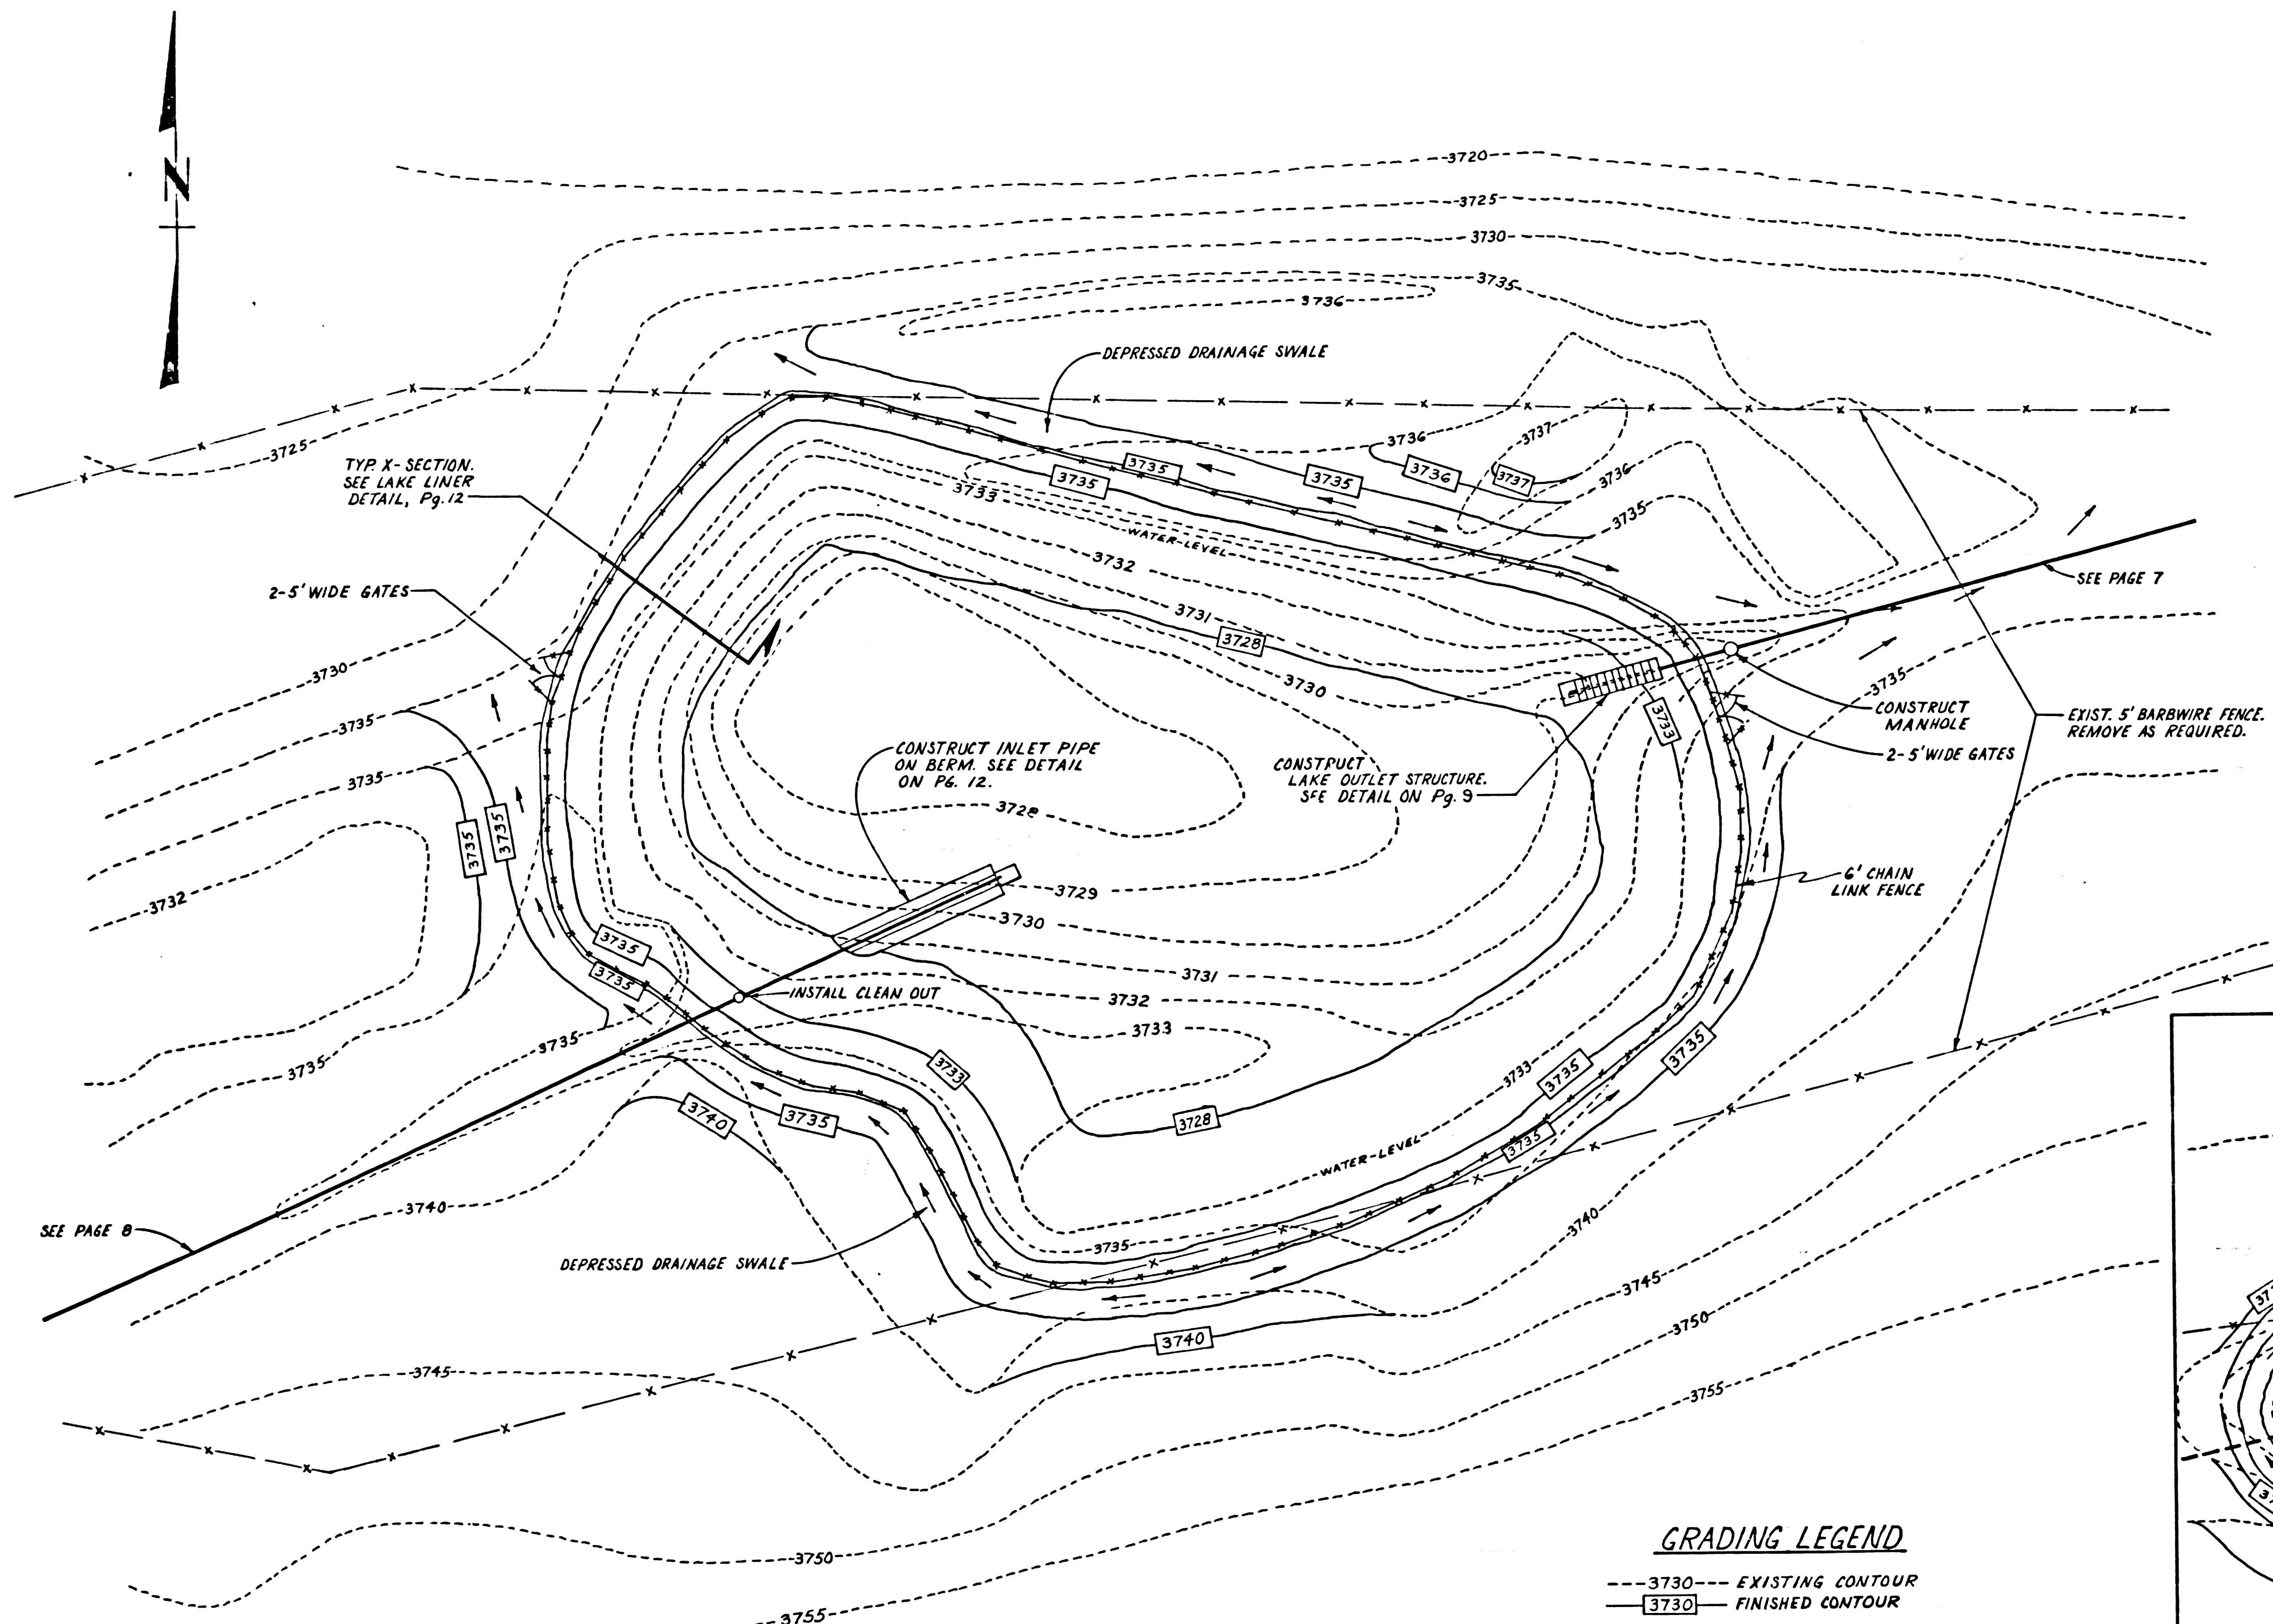 N
3720
3725
3730
3735
3736
DEPRESSED DRAINAGE SWALE
3725
TYP. X-SECTION.
SEE LAKE LINER
DETAIL, Pg. 12
3736
3737
3735
3735
3735
3736
3737
3736
3733
3735
WATER-LEVEL
3732
SEE PAGE 7
2-5' WIDE GATES
3731
3728
3730
3730
3735
3733
CONSTRUCT
MANHOLE
EXIST. 5' BARBWIRE FENCE.
REMOVE AS REQUIRED.
3735
CONSTRUCT INLET PIPE
ON BERM. SEE DETAIL
ON PG. 12.
CONSTRUCT
LAKE OUTLET STRUCTURE.
SEE DETAIL ON Pg. 9
2-5' WIDE GATES
3735
3728
3735
3735
6' CHAIN
LINK FENCE
3729
3732
3730
3735
3731
3735
INSTALL CLEAN OUT
3732
3733
3735
3735
3735
3733
3733
3735
3740
3735
3728
3735
WATER-LEVEL
3740
SEE PAGE 8
3740
3735
DEPRESSED DRAINAGE SWALE
3745
3750
3740
3745
3755
3750
3755
GRADING LEGEND
3730 EXISTING CONTOUR
3730 FINISHED CONTOUR